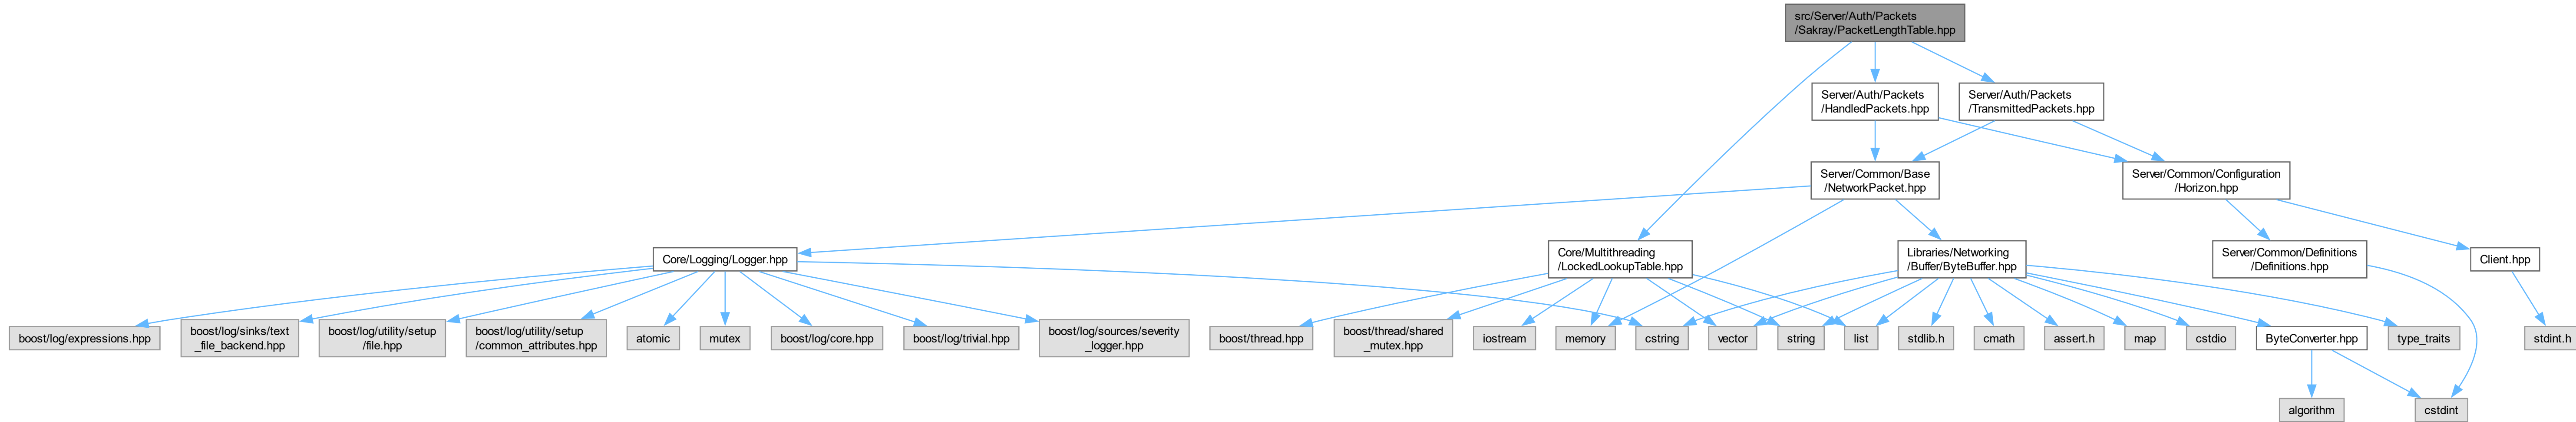 src/Server/Auth/Packets
/Sakray/PacketLengthTable.hpp
Server/Auth/Packets
/HandledPackets.hpp
Server/Auth/Packets
/TransmittedPackets.hpp
Server/Common/Base
/NetworkPacket.hpp
Server/Common/Configuration
/Horizon.hpp
Core/Logging/Logger.hpp
Core/Multithreading
/LockedLookupTable.hpp
Libraries/Networking
/Buffer/ByteBuffer.hpp
Server/Common/Definitions
/Definitions.hpp
Client.hpp
boost/log/expressions.hpp
boost/log/sinks/text
_file_backend.hpp
boost/log/utility/setup
/file.hpp
boost/log/utility/setup
/common_attributes.hpp
atomic
mutex
boost/log/core.hpp
boost/log/trivial.hpp
boost/log/sources/severity
_logger.hpp
boost/thread.hpp
boost/thread/shared
_mutex.hpp
iostream
memory
cstring
vector
string
list
stdlib.h
cmath
assert.h
map
cstdio
ByteConverter.hpp
type_traits
stdint.h
algorithm
cstdint